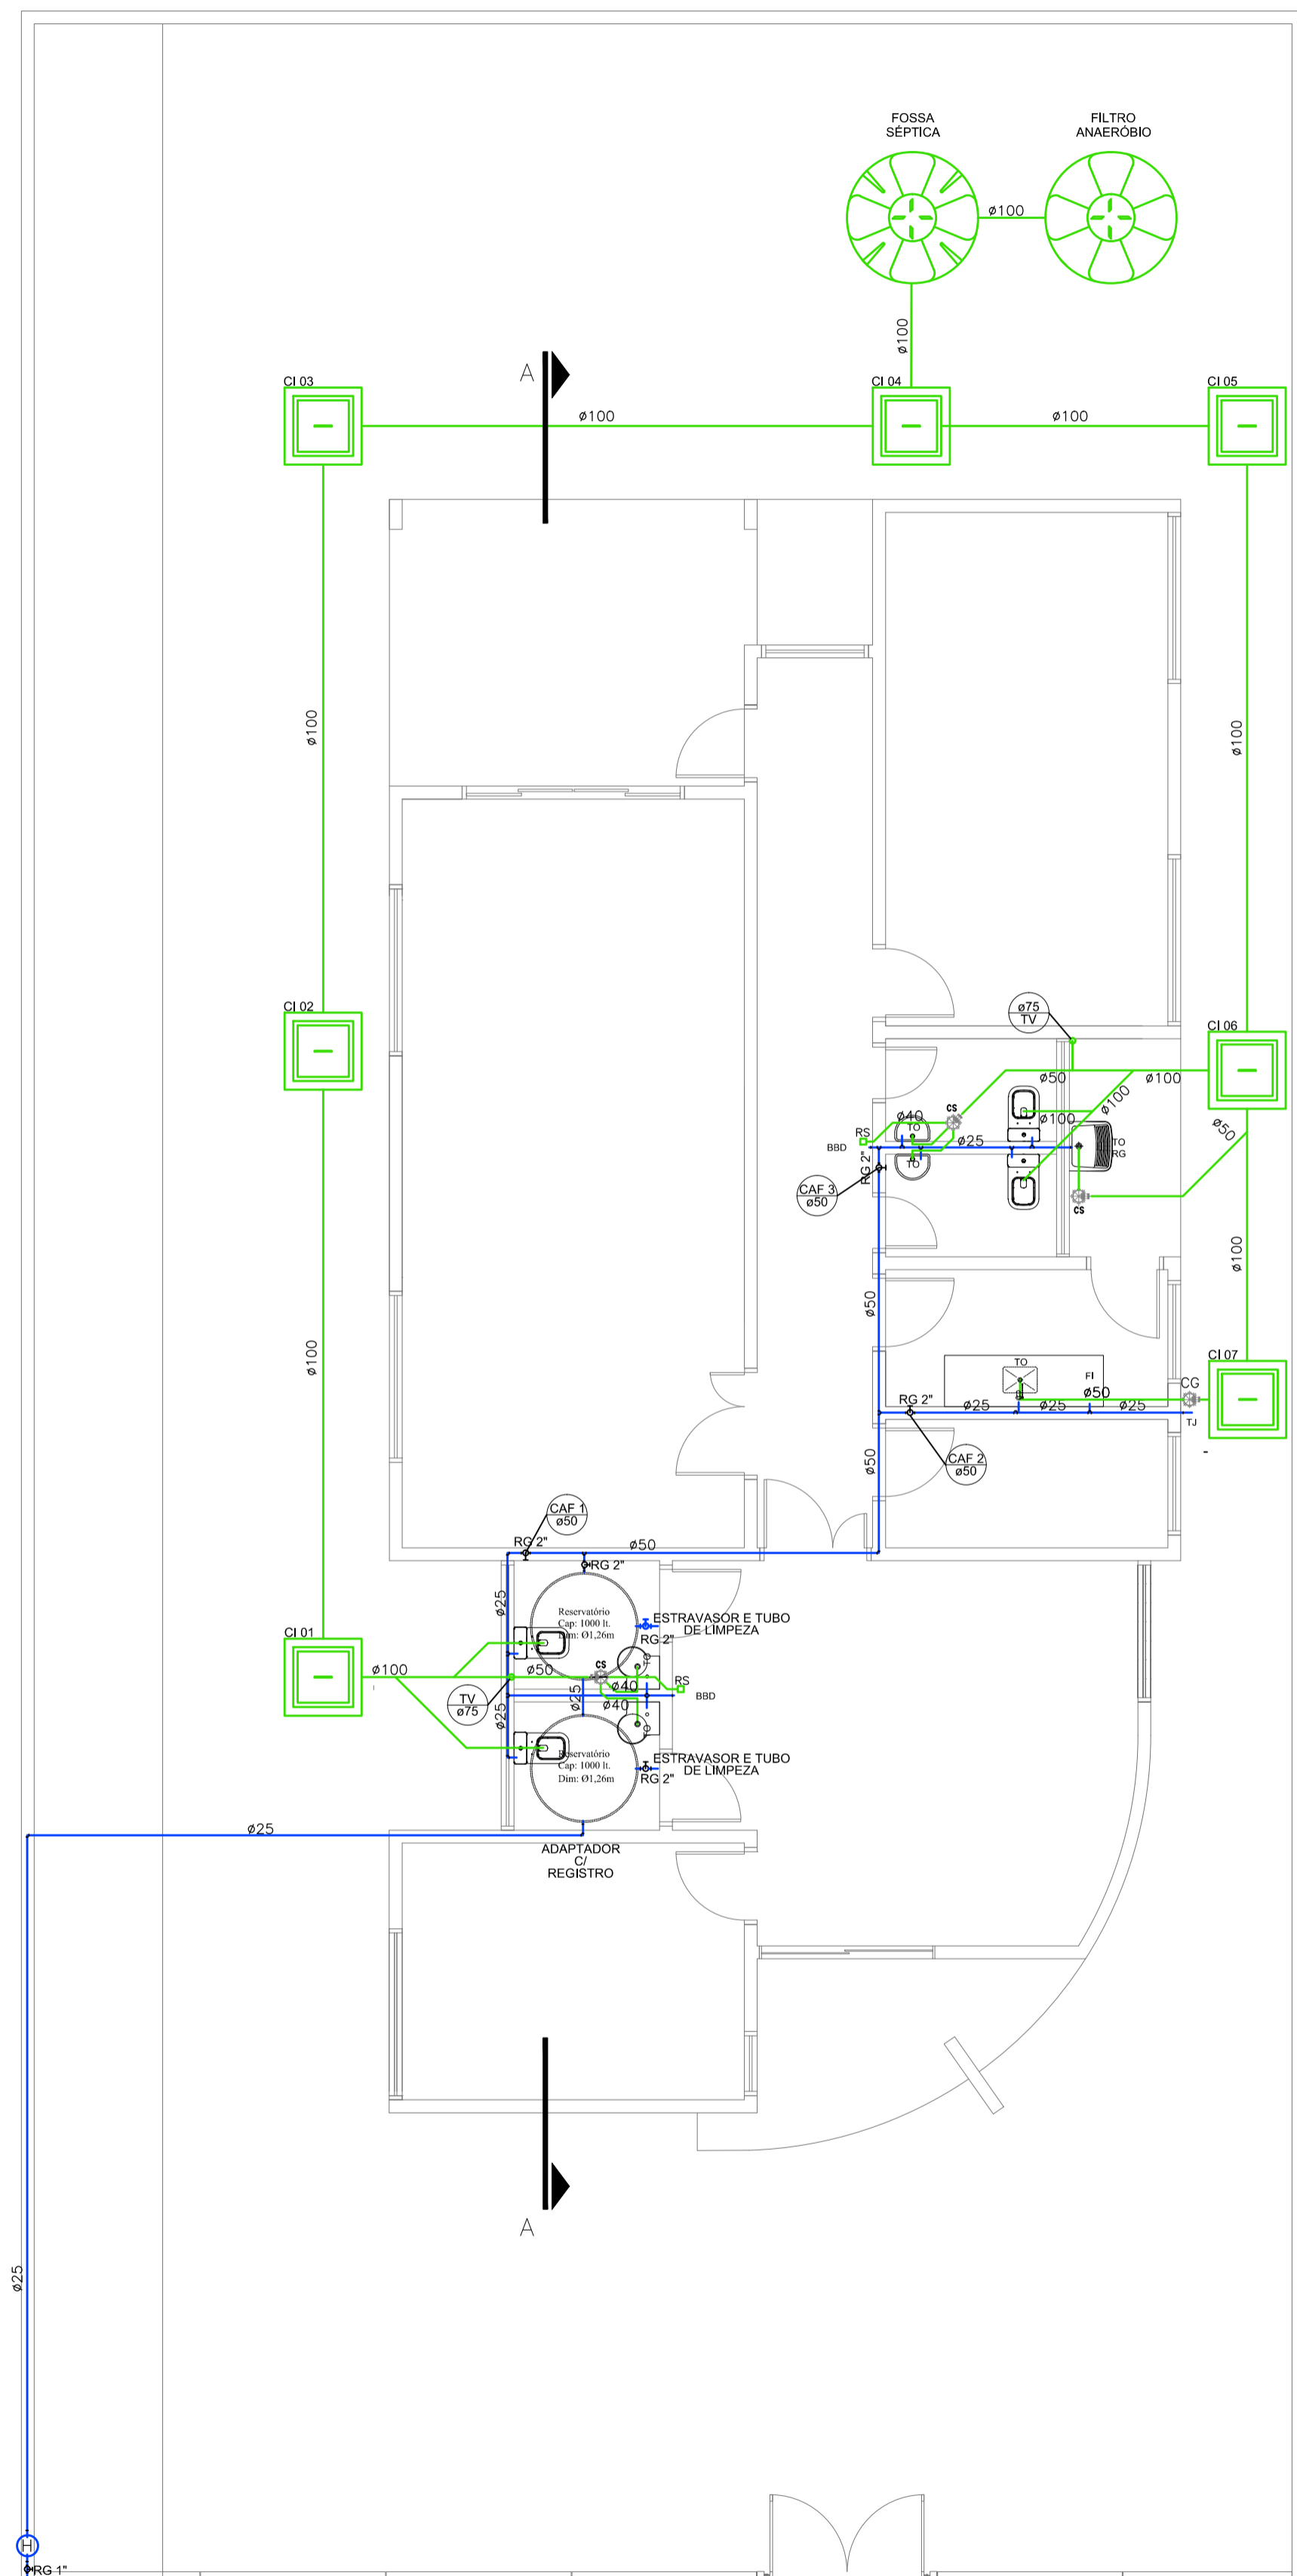 FOSSA
SÉPTICA
FILTRO
ANAERÓBIO
ø100
ø100
CI 03
CI 04
CI 05
A
ø100
ø100
ø100
ø100
CI 02
ø75
TV
CI 06
ø50
ø100
ø100
CS
ø40
ø100
ø50
TO
RS
ø25
TO
BBD
RG
RG 2"
TO
CAF 3
ø50
CS
ø100
ø50
ø100
CI 07
TO
FI
CG
ø50
RG 2"
ø25
ø25
ø25
TJ
CAF 2
ø50
ø50
CAF 1
ø50
RG 2"
ø50
RG 2"
ø25
Reservatório
Cap: 1000 lt.
Dim: Ø1,26m
ESTRAVASOR E TUBO
DE LIMPEZA
RG 2"
CI 01
TO
CS
ø100
ø50
RS
ø40
BBD
TV
ø75
ø25
ø25
ø40
TO
Reservatório
Cap: 1000 lt.
Dim: Ø1,26m
ESTRAVASOR E TUBO
DE LIMPEZA
RG 2"
ø25
ADAPTADOR
C/
REGISTRO
A
ø25
H
RG 1"